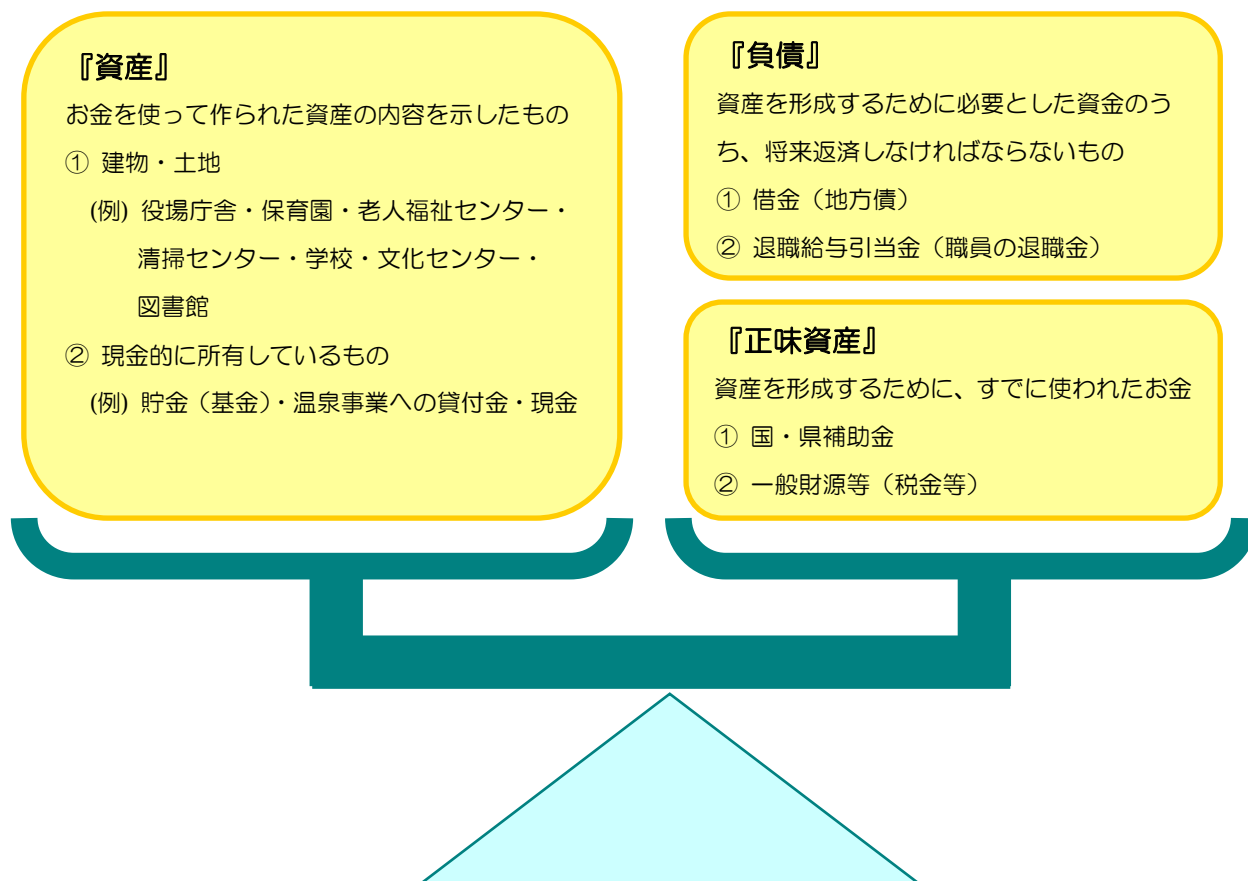 『資産』
お金を使って作られた資産の内容を示したもの
① 建物・土地
(例) 役場庁舎・保育園・老人福祉センター・
清掃センター・学校・文化センター・
図書館
② 現金的に所有しているもの
(例) 貯金（基金）・温泉事業への貸付金・現金
『負債』
資産を形成するために必要とした資金のう
ち、将来返済しなければならないもの
① 借金（地方債）
② 退職給与引当金（職員の退職金）
『正味資産』
資産を形成するために、すでに使われたお金
① 国・県補助金
② 一般財源等（税金等）